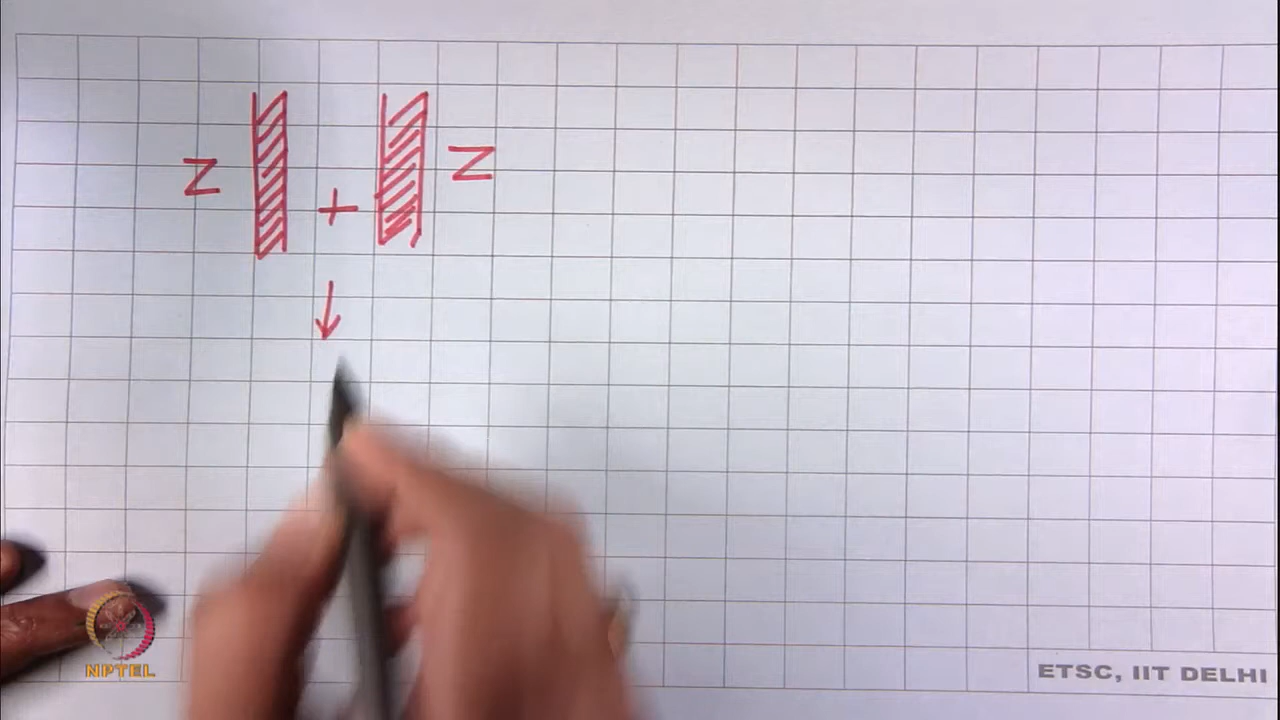 Z + Z
↓
NPTEL
ETSC, IIT DELHI